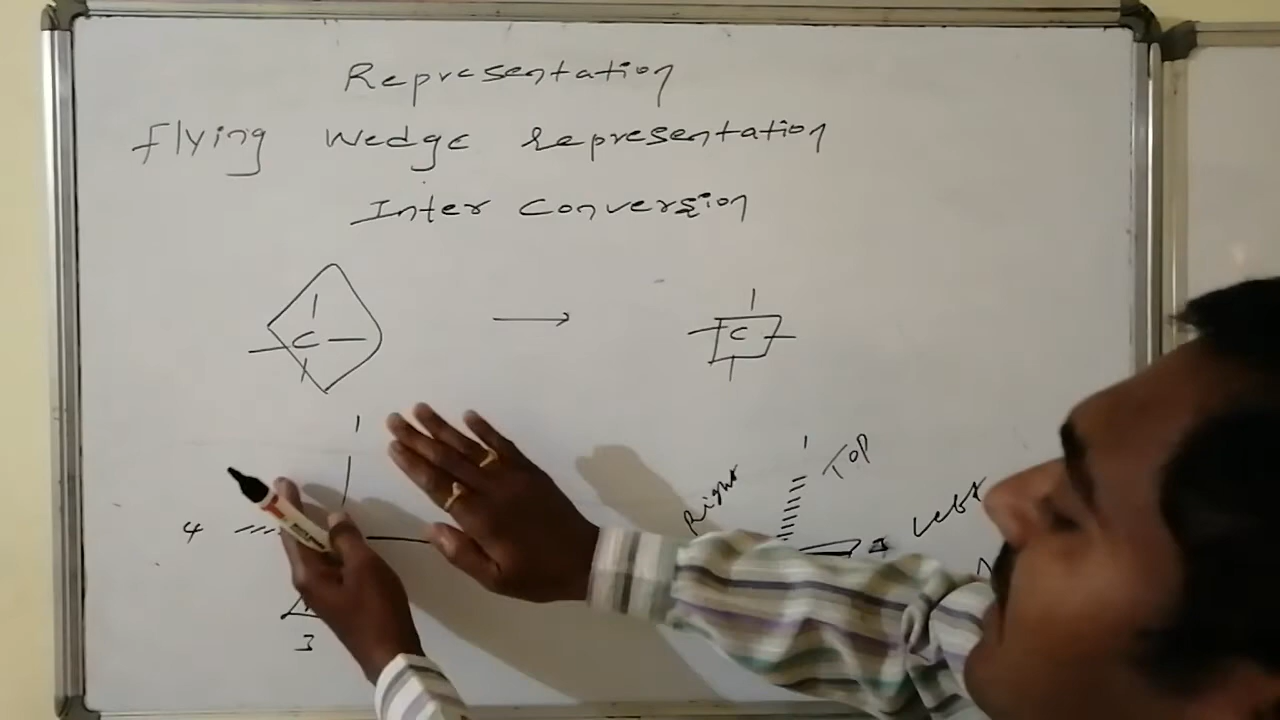 Representation
Flying Wedge representation
Inter Conversion
C
C
1
1
TOP
Right
Left
4
3